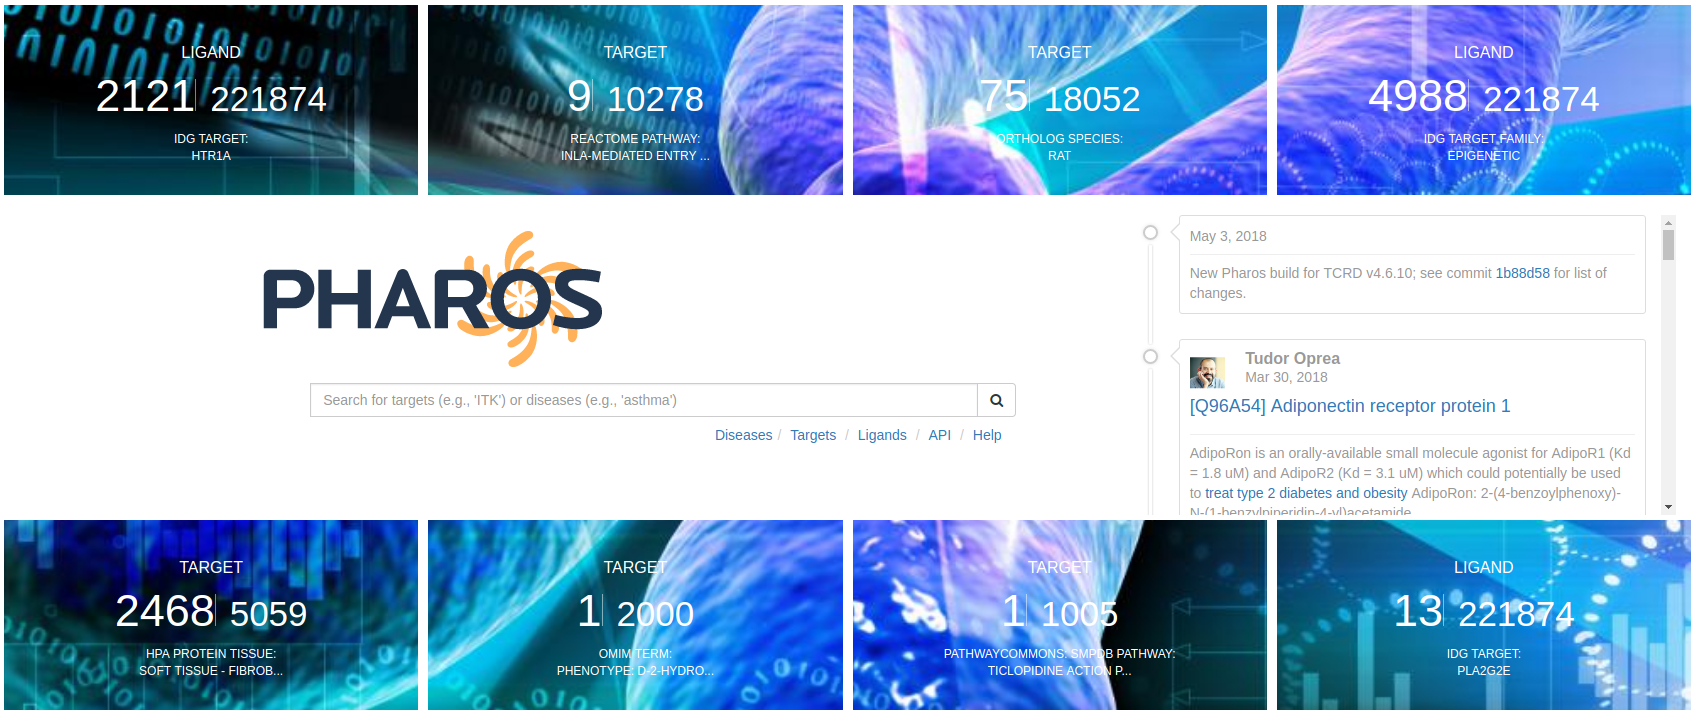 LIGAND
2121 221874
IDG TARGET:
HTR1A
TARGET
9 10278
REACTOME PATHWAY:
INLA-MEDIATED ENTRY ...
TARGET
75 18052
ORTHOLOG SPECIES:
RAT
LIGAND
4988 221874
IDG TARGET FAMILY:
EPIGENETIC
PHAROS
Search for targets (e.g., 'ITK') or diseases (e.g., 'asthma')
Diseases / Targets / Ligands / API / Help
May 3, 2018
New Pharos build for TCRD v4.6.10; see commit 1b88d58 for list of
changes.
Tudor Oprea
Mar 30, 2018
[Q96A54] Adiponectin receptor protein 1
AdipoRon is an orally-available small molecule agonist for AdipoR1 (Kd
= 1.8 uM) and AdipoR2 (Kd = 3.1 uM) which could potentially be used
to treat type 2 diabetes and obesity AdipoRon: 2-(4-benzoylphenoxy)-
N-(1-benzylpiperidin-4-yl)acetamide
TARGET
2468 5059
HPA PROTEIN TISSUE:
SOFT TISSUE - FIBROB...
TARGET
1 2000
OMIM TERM:
PHENOTYPE: D-2-HYDRO...
TARGET
1 1005
PATHWAYCOMMONS: SMPDB PATHWAY:
TICLOPIDINE ACTION P...
LIGAND
13 221874
IDG TARGET:
PLA2G2E